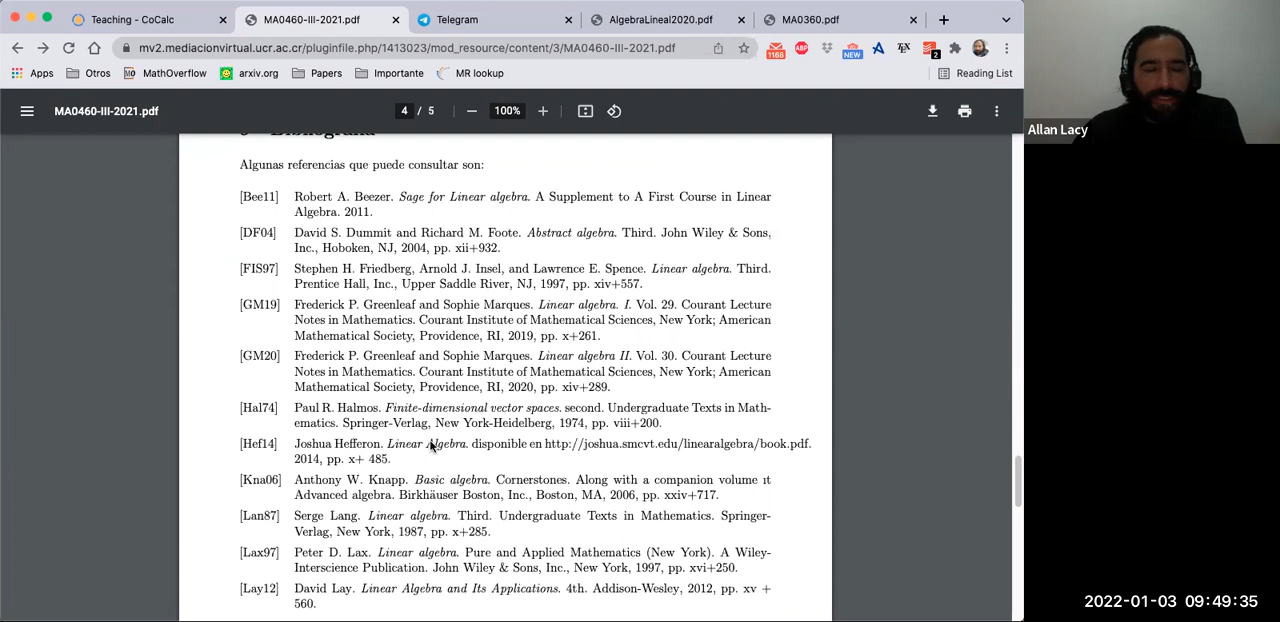 Teaching - CoCalc
MA0460-III-2021.pdf
Telegram
AlgebraLineal2020.pdf
MA0360.pdf
mv2.mediacionvirtual.ucr.ac.cr/pluginfile.php/1413023/mod_resource/content/3/MA0460-III-2021.pdf
1168
ABP
NEW
2
Apps
Otros
MathOverflow
arxiv.org
Papers
Importante
MR lookup
Reading List
MA0460-III-2021.pdf
4 / 5
100%
Allan Lacy
Algunas referencias que puede consultar son:
[Bee11] Robert A. Beezer. Sage for Linear algebra. A Supplement to A First Course in Linear
Algebra. 2011.
[DF04] David S. Dummit and Richard M. Foote. Abstract algebra. Third. John Wiley & Sons,
Inc., Hoboken, NJ, 2004, pp. xii+932.
[FIS97] Stephen H. Friedberg, Arnold J. Insel, and Lawrence E. Spence. Linear algebra. Third.
Prentice Hall, Inc., Upper Saddle River, NJ, 1997, pp. xiv+557.
[GM19] Frederick P. Greenleaf and Sophie Marques. Linear algebra. I. Vol. 29. Courant Lecture
Notes in Mathematics. Courant Institute of Mathematical Sciences, New York; American
Mathematical Society, Providence, RI, 2019, pp. x+261.
[GM20] Frederick P. Greenleaf and Sophie Marques. Linear algebra II. Vol. 30. Courant Lecture
Notes in Mathematics. Courant Institute of Mathematical Sciences, New York; American
Mathematical Society, Providence, RI, 2020, pp. xiv+289.
[Hal74] Paul R. Halmos. Finite-dimensional vector spaces. second. Undergraduate Texts in Math-
ematics. Springer-Verlag, New York-Heidelberg, 1974, pp. viii+200.
[Hef14] Joshua Hefferon. Linear Algebra. disponible en http://joshua.smcvt.edu/linearalgebra/book.pdf.
2014, pp. x+ 485.
[Kna06] Anthony W. Knapp. Basic algebra. Cornerstones. Along with a companion volume ıt
Advanced algebra. Birkhäuser Boston, Inc., Boston, MA, 2006, pp. xxiv+717.
[Lan87] Serge Lang. Linear algebra. Third. Undergraduate Texts in Mathematics. Springer-
Verlag, New York, 1987, pp. x+285.
[Lax97] Peter D. Lax. Linear algebra. Pure and Applied Mathematics (New York). A Wiley-
Interscience Publication. John Wiley & Sons, Inc., New York, 1997, pp. xvi+250.
[Lay12] David Lay. Linear Algebra and Its Applications. 4th. Addison-Wesley, 2012, pp. xv +
560.
2022-01-03 09:49:35